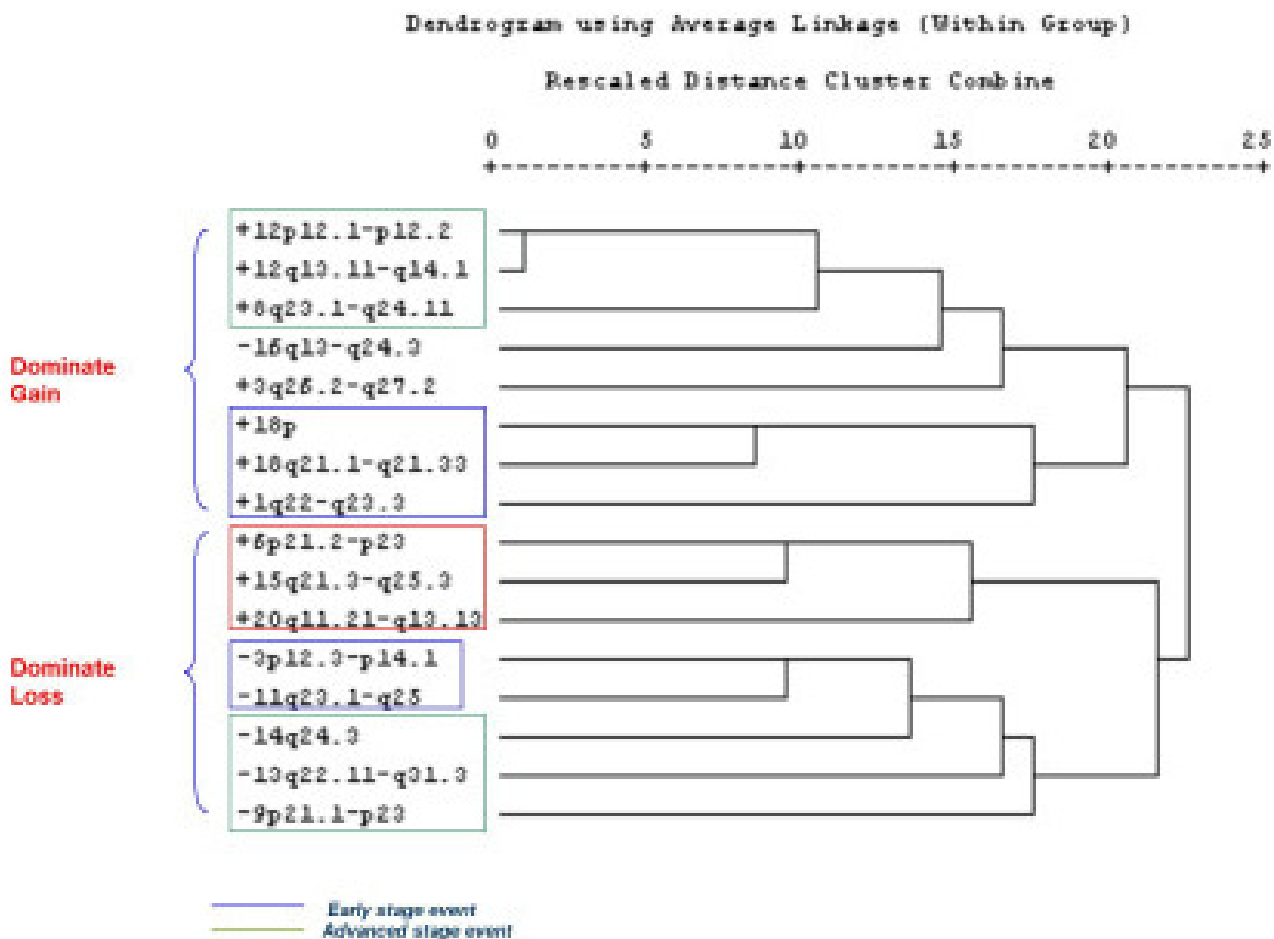 Dendrogram using Average Linkage (Within Group)
Rescaled Distance Cluster Combine
0 5 10 15 20 25
+12p12.1-p12.2
+12q13.11-q14.1
+8q23.1-q24.11
-16q13-q24.3
+3q26.2-q27.2
+18p
+18q21.1-q21.33
+1q22-q23.3
+6p21.2-p23
+15q21.3-q25.3
+20q11.21-q13.13
-3p12.3-p14.1
-11q23.1-q25
-14q24.3
-13q22.11-q31.3
-9p21.1-p23
Dominate
Gain
Dominate
Loss
Early stage event
Advanced stage event